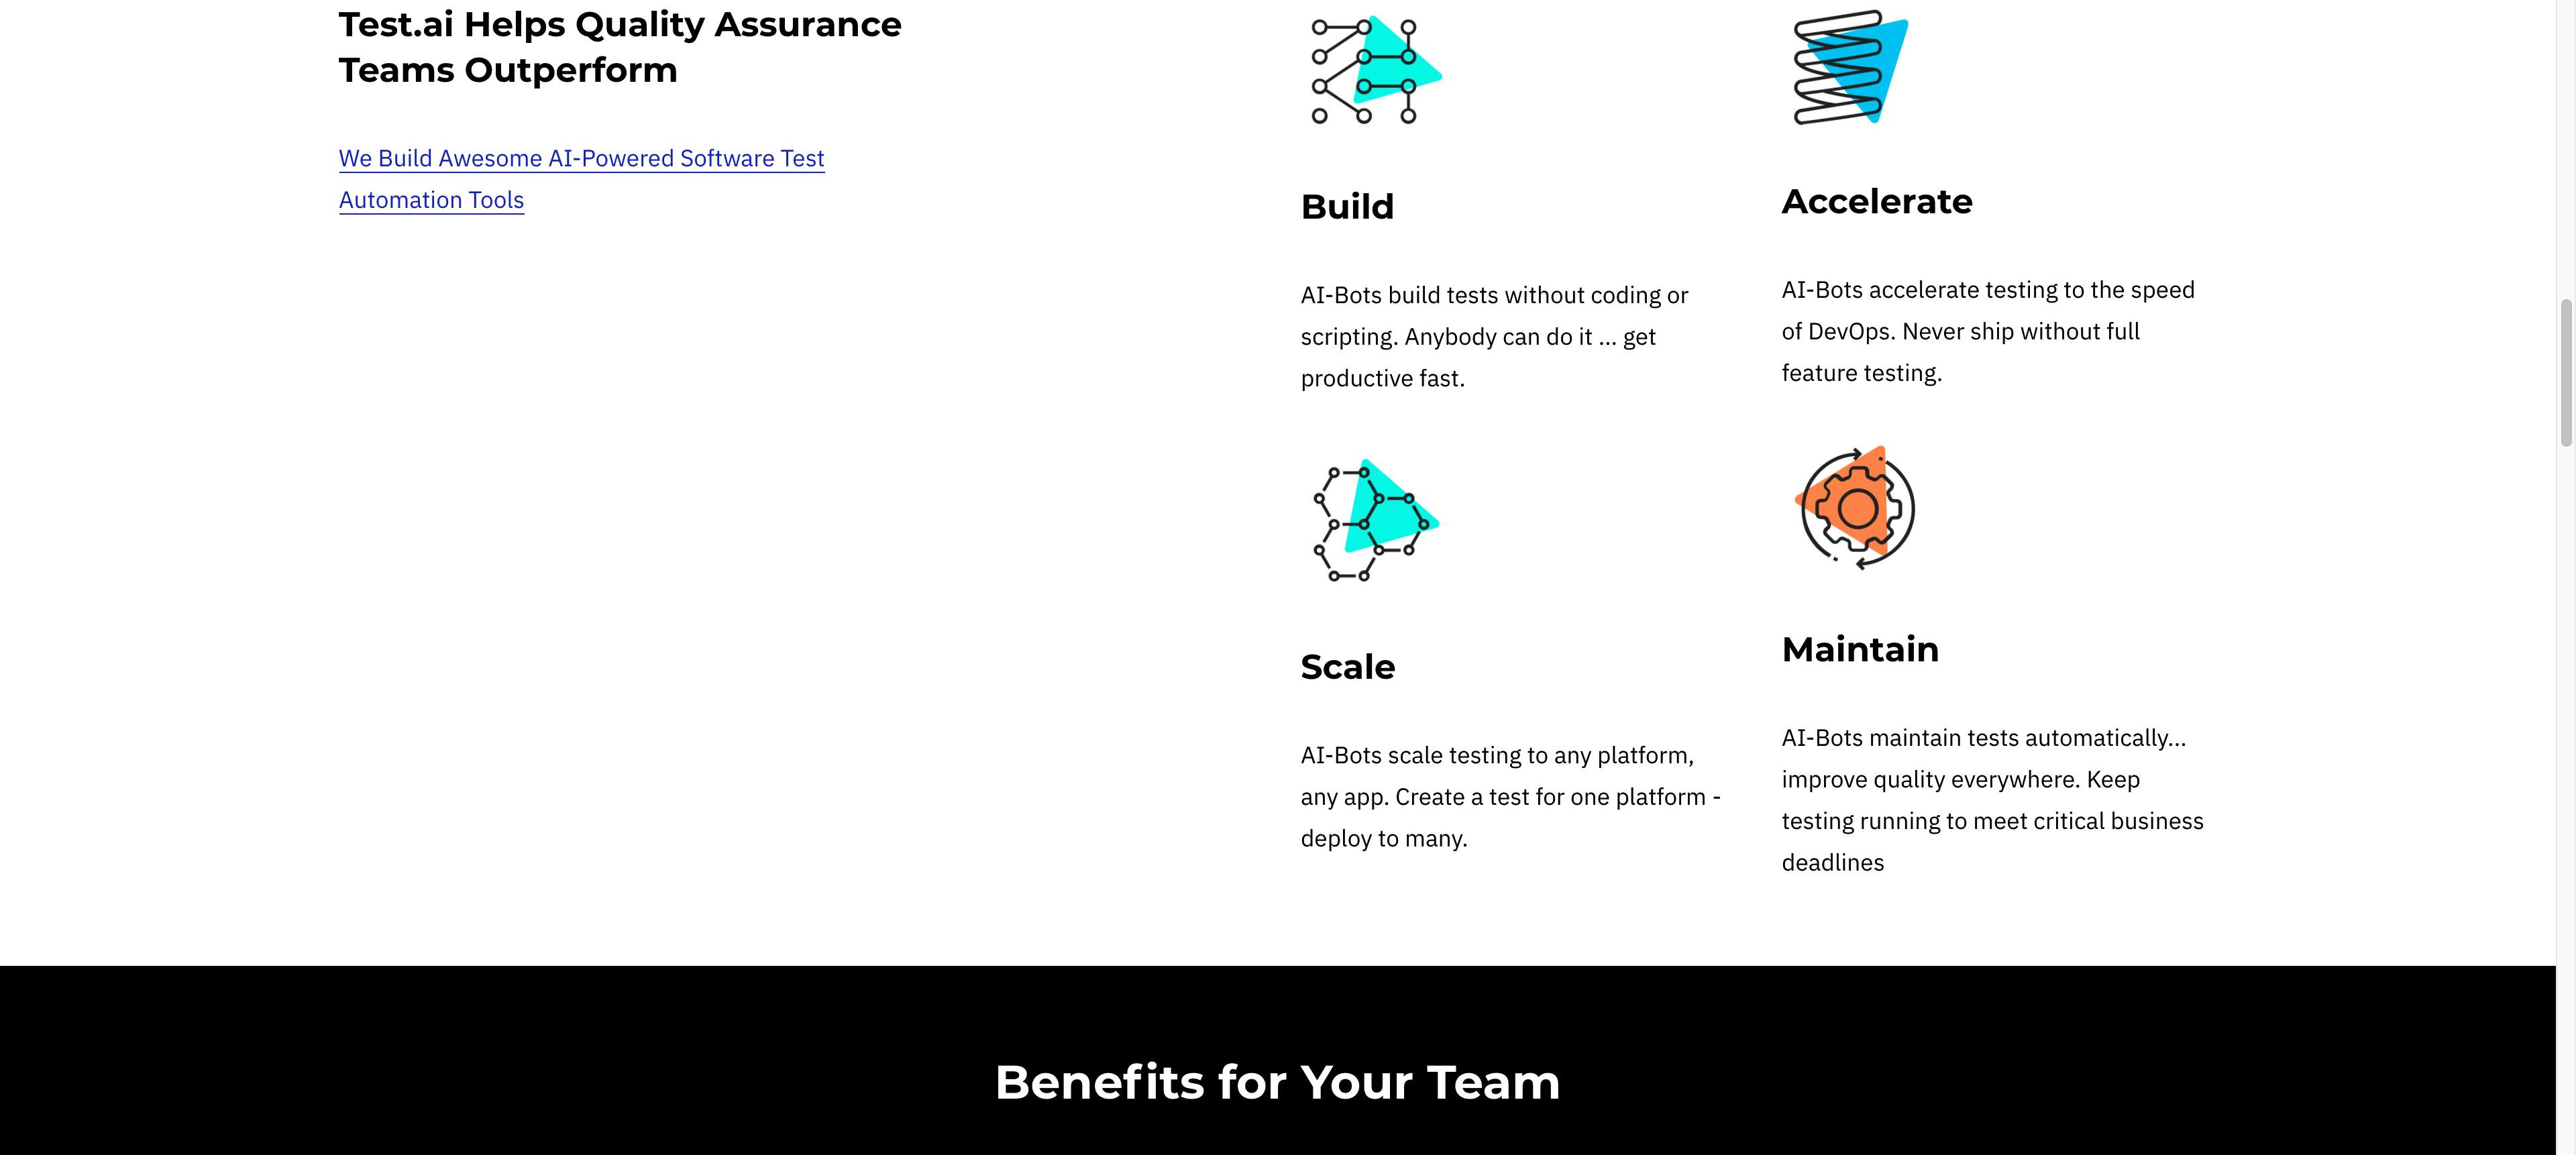 Test.ai Helps Quality Assurance
Teams Outperform
We Build Awesome AI-Powered Software Test
Automation Tools
Build
AI-Bots build tests without coding or
scripting. Anybody can do it ... get
productive fast.
Accelerate
AI-Bots accelerate testing to the speed
of DevOps. Never ship without full
feature testing.
Scale
AI-Bots scale testing to any platform,
any app. Create a test for one platform -
deploy to many.
Maintain
AI-Bots maintain tests automatically...
improve quality everywhere. Keep
testing running to meet critical business
deadlines
Benefits for Your Team